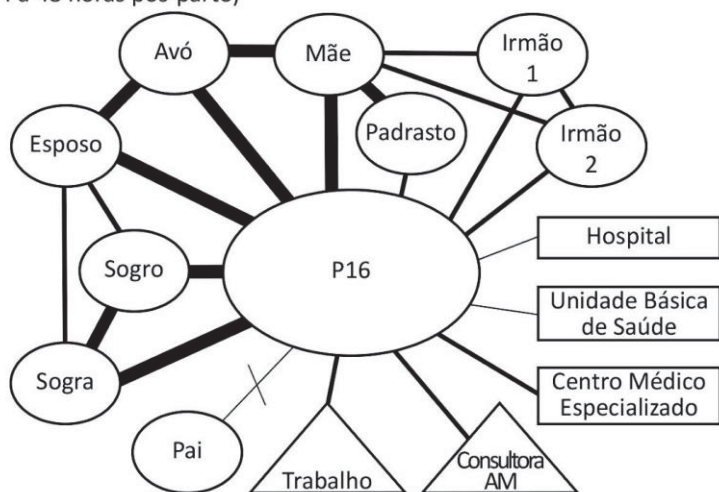 Avó
Mãe
Irmão
1
Padrasto
Irmão
2
Esposo
Hospital
P16
Sogro
Unidade Básica
de Saúde
Sogra
Centro Médico
Especializado
Pai
Trabalho
Consultora
AM